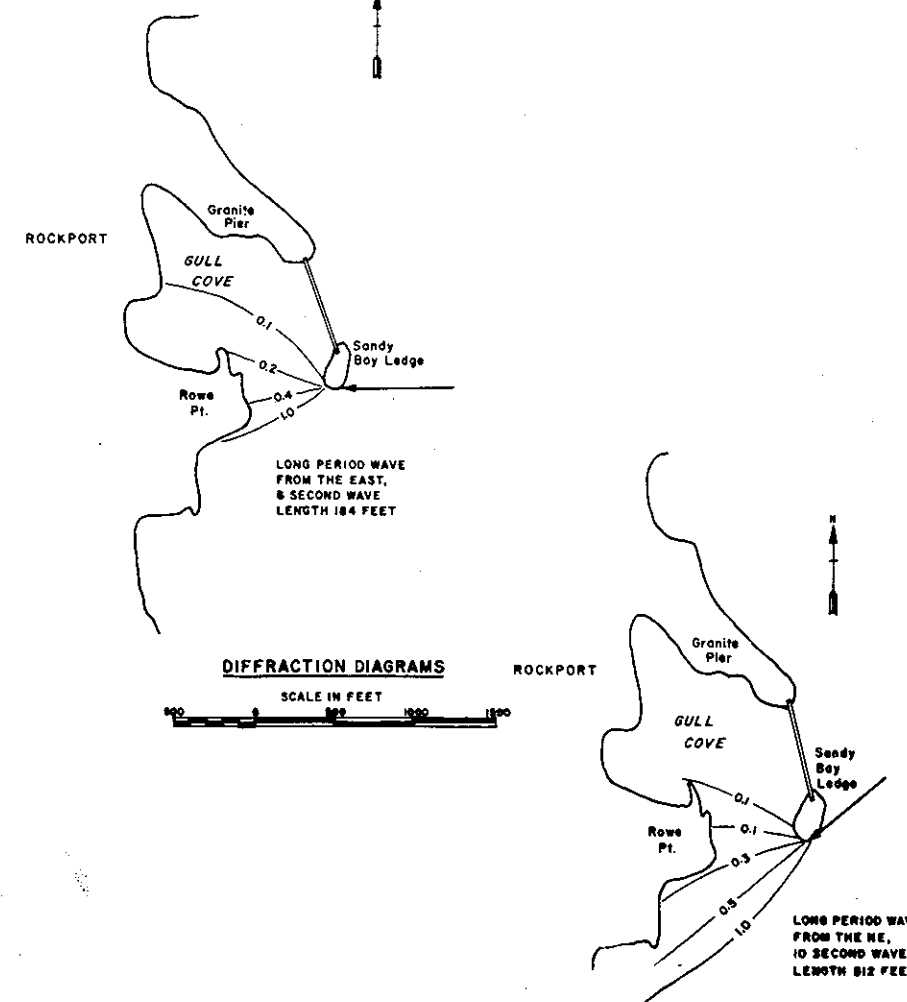 Granite
Pier
ROCKPORT
GULL
COVE
0.1
Sandy
Bay Ledge
0.2
Rowe
Pt.
0.4
1.0
LONG PERIOD WAVE
FROM THE EAST,
8 SECOND WAVE
LENGTH 184 FEET
N
DIFFRACTION DIAGRAMS
SCALE IN FEET
500 0 500 1000 1500
ROCKPORT
Granite
Pier
GULL
COVE
Sandy
Bay
Ledge
0.1
Rowe
Pt.
0.1
0.3
0.5
1.0
LONG PERIOD WAV
FROM THE NE,
10 SECOND WAVE
LENGTH 512 FEE